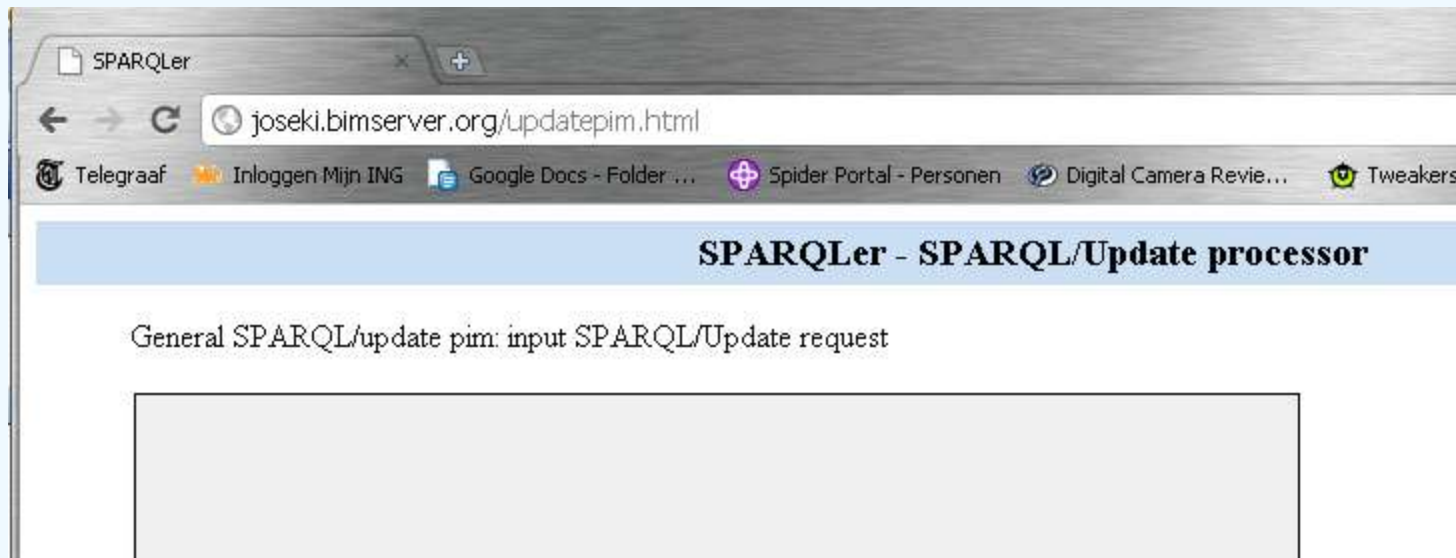 SPARQLer
joseki.bimserver.org/updatepim.html
Telegraaf Inloggen Mijn ING Google Docs - Folder ... Spider Portal - Personen Digital Camera Revie... Tweakers
SPARQLer - SPARQL/Update processor
General SPARQL/update pim: input SPARQL/Update request